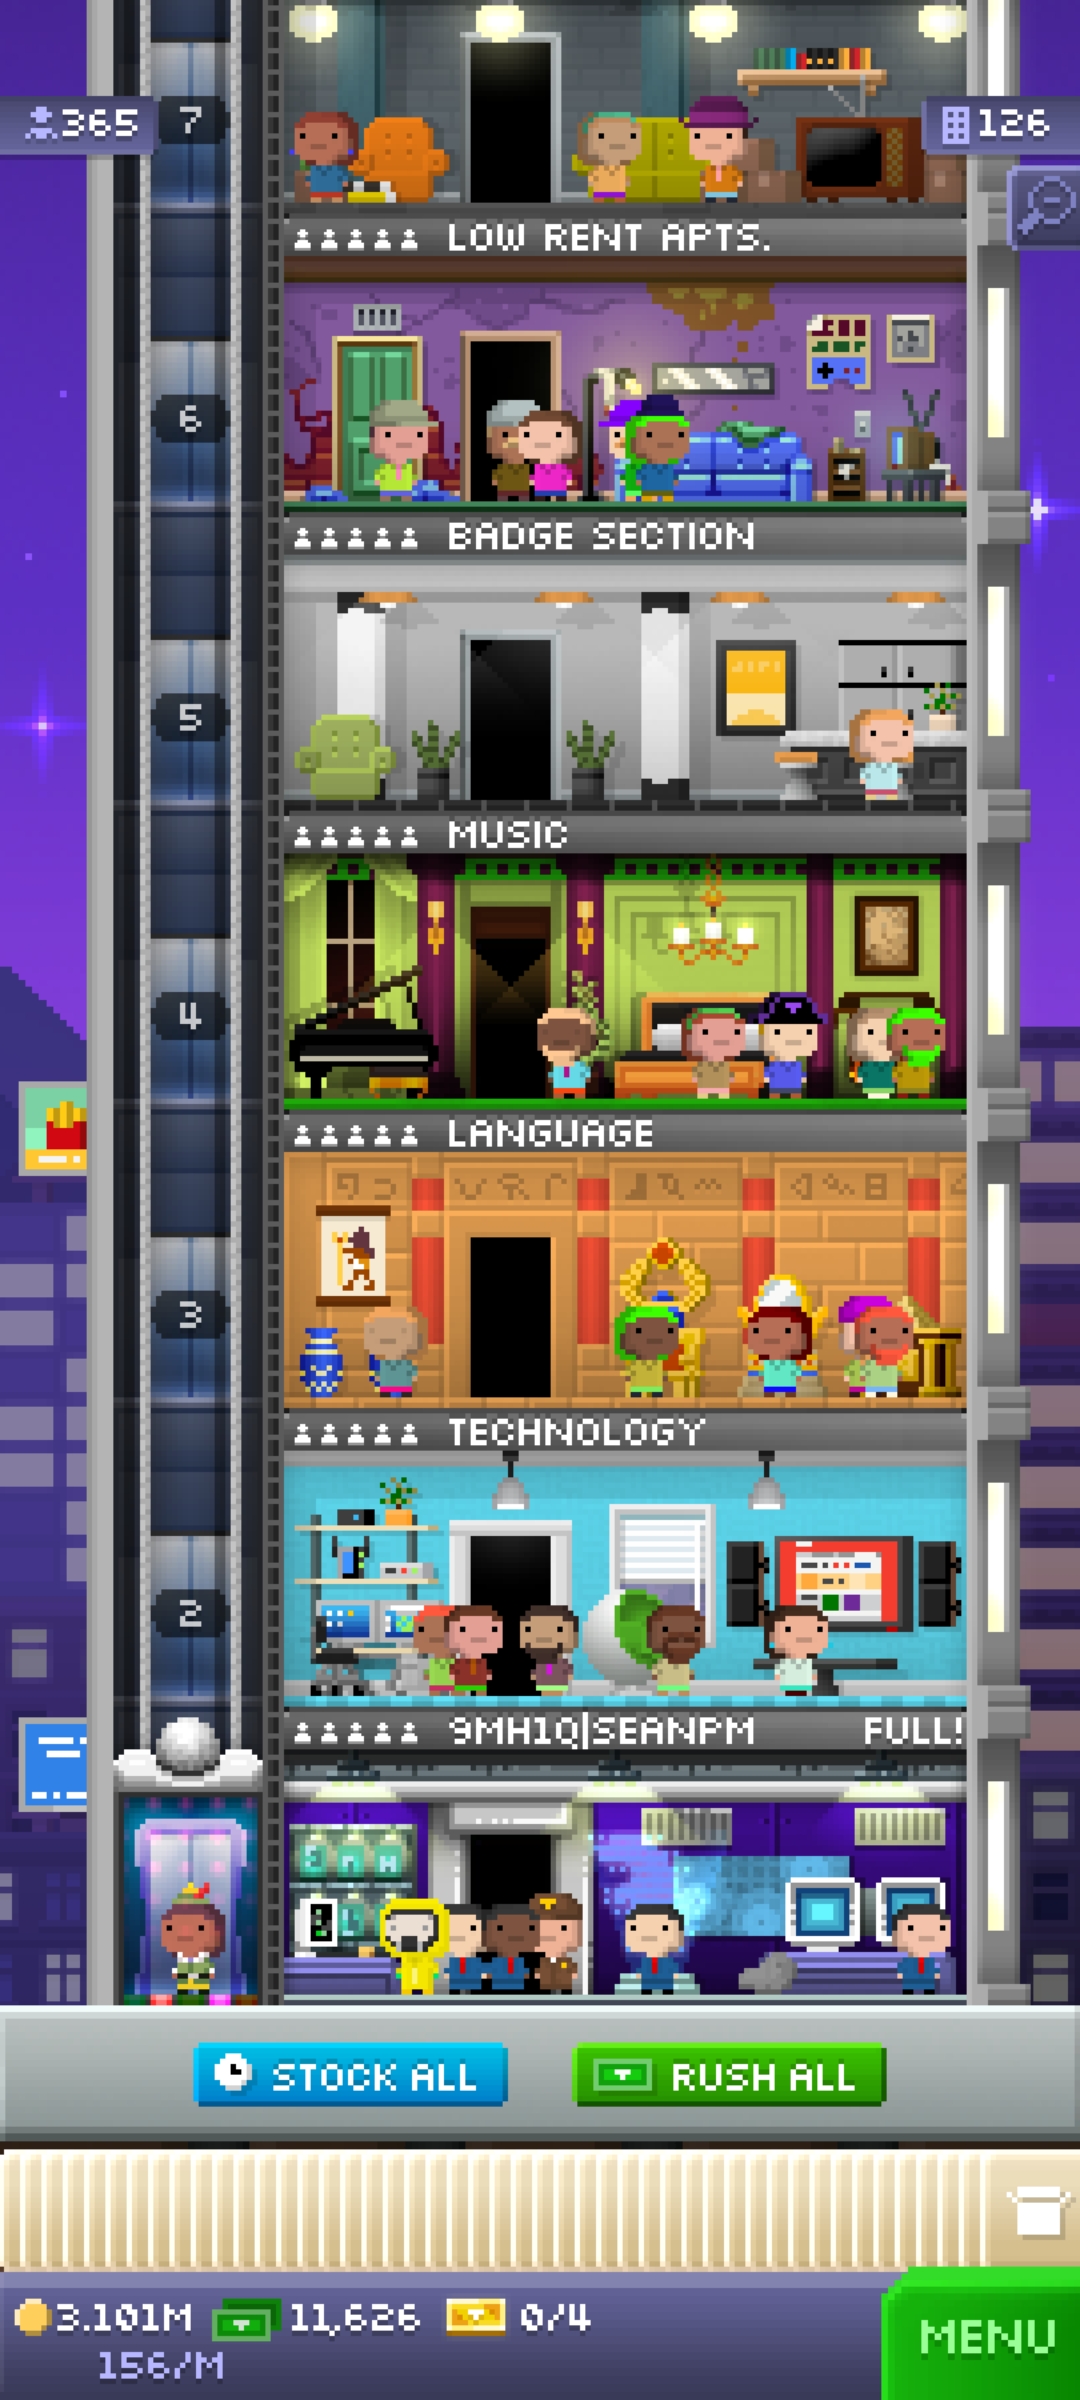 7
365
126
LOW RENT APTS.
6
BADGE SECTION
5
MUSIC
4
LANGUAGE
3
TECHNOLOGY
2
9MH1Q|SEANPM FULL!
STOCK ALL
RUSH ALL
3.101M 11,626 0/4
156/M
MENU